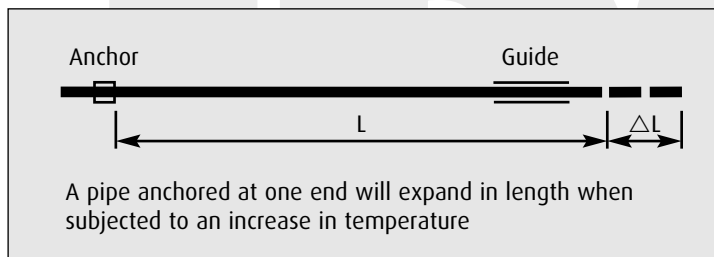 Anchor Guide
L △L
A pipe anchored at one end will expand in length when
subjected to an increase in temperature